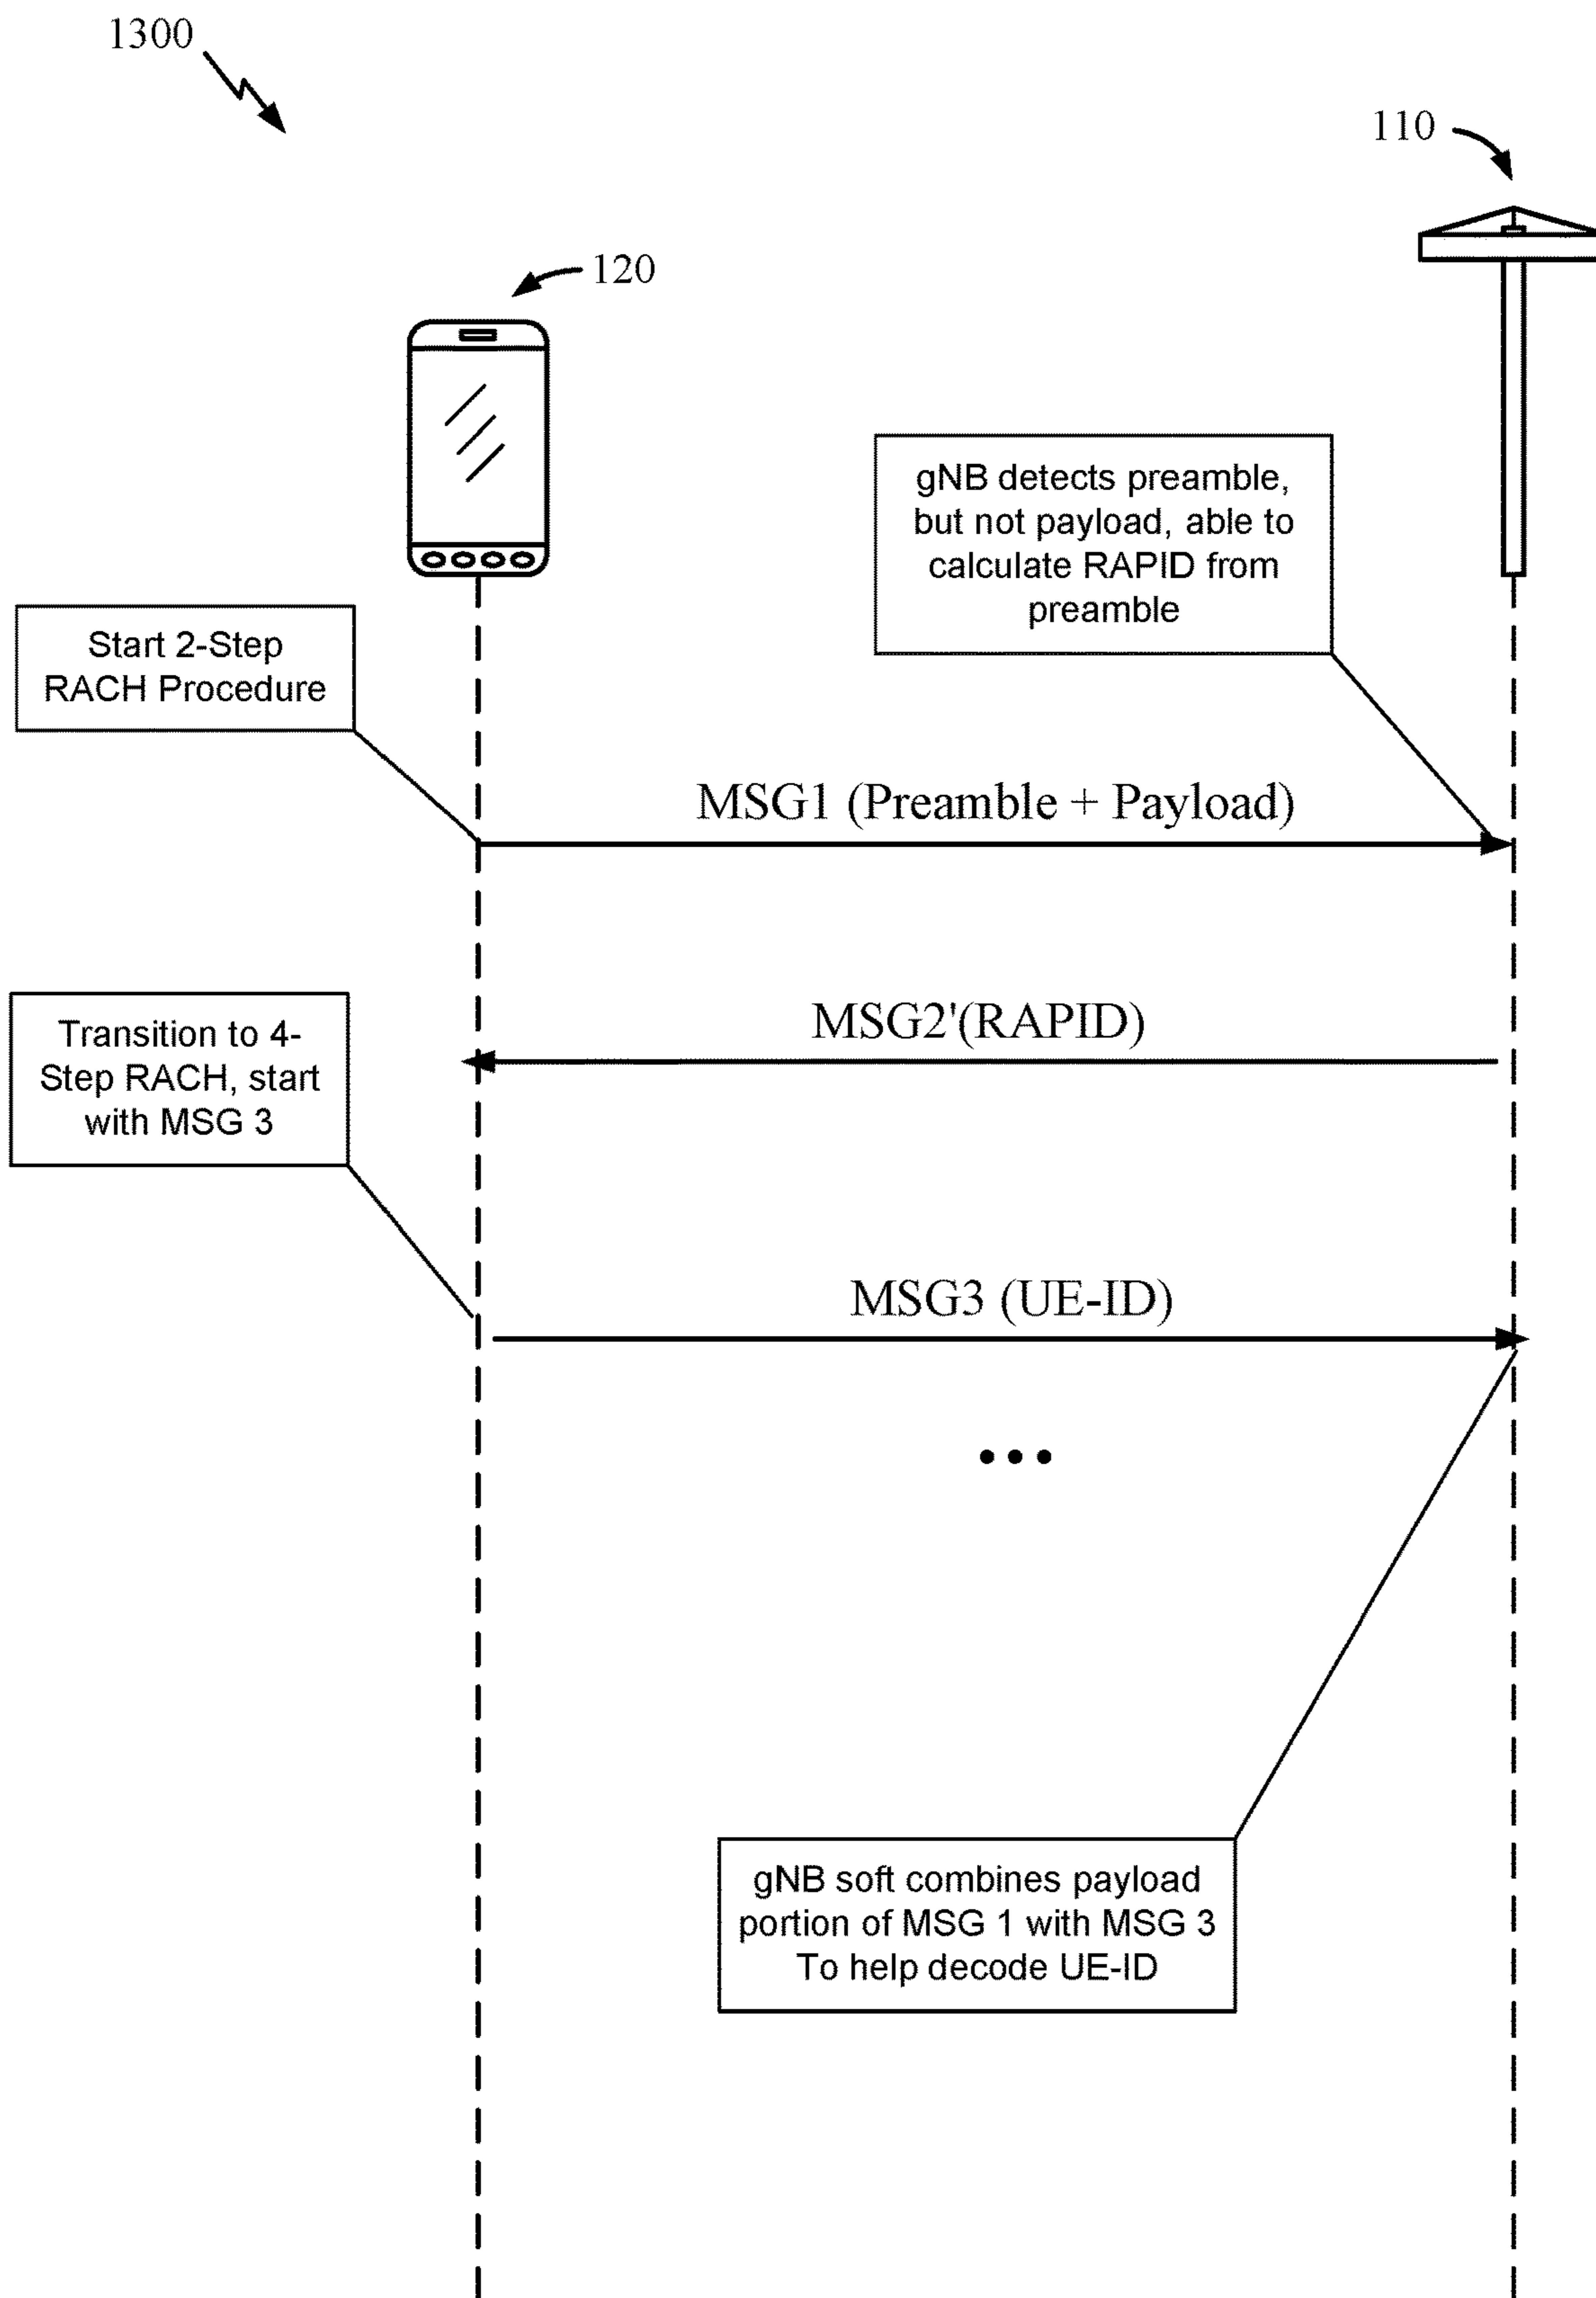 1300
110
120
gNB detects preamble,
but not payload, able to
calculate RAPID from
preamble
Start 2-Step
RACH Procedure
MSG1 (Preamble + Payload)
MSG2'(RAPID)
Transition to 4-
Step RACH, start
with MSG 3
MSG3 (UE-ID)
gNB soft combines payload
portion of MSG 1 with MSG 3
To help decode UE-ID